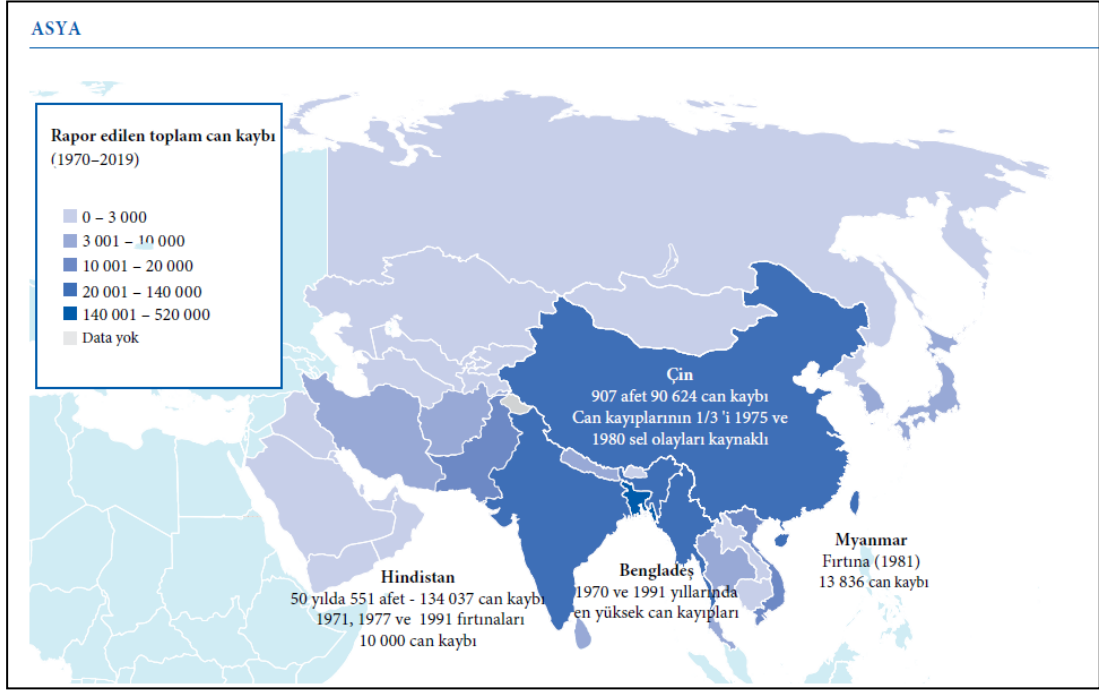 ASYA
Rapor edilen toplam can kaybı
(1970–2019)
0 – 3 000
3 001 – 10 000
10 001 – 20 000
20 001 – 140 000
140 001 – 520 000
Data yok
Çin
907 afet 90 624 can kaybı
Can kayıplarının 1/3 'i 1975 ve
1980 sel olayları kaynaklı
Myanmar
Fırtına (1981)
13 836 can kaybı
Hindistan
50 yılda 551 afet - 134 037 can kaybı
1971, 1977 ve 1991 fırtınaları
10 000 can kaybı
Bengladeş
1970 ve 1991 yıllarında
en yüksek can kayıpları